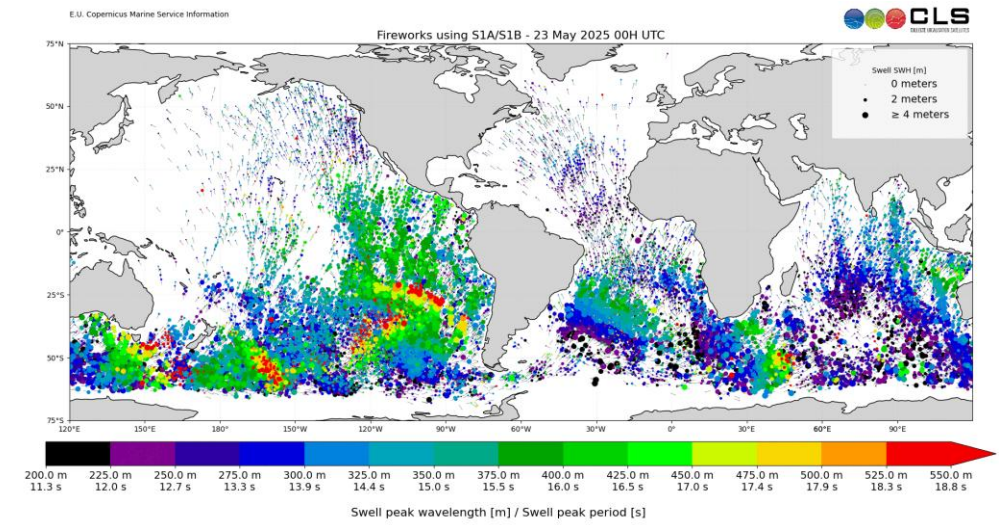 E.U. Copernicus Marine Service Information
CLS
Fireworks using S1A/S1B - 23 May 2025 00H UTC
75°N
50°N
25°N
0°
25°S
50°S
75°S
Swell SWH [m]
0 meters
2 meters
≥ 4 meters
120°E 150°E 180° 150°W 120°W 90°W 60°W 30°W 0° 30°E 60°E 90°E
200.0 m 225.0 m 250.0 m 275.0 m 300.0 m 325.0 m 350.0 m 375.0 m 400.0 m 425.0 m 450.0 m 475.0 m 500.0 m 525.0 m 550.0 m
11.3 s 12.0 s 12.7 s 13.3 s 13.9 s 14.4 s 15.0 s 15.5 s 16.0 s 16.5 s 17.0 s 17.4 s 17.9 s 18.3 s 18.8 s
Swell peak wavelength [m] / Swell peak period [s]